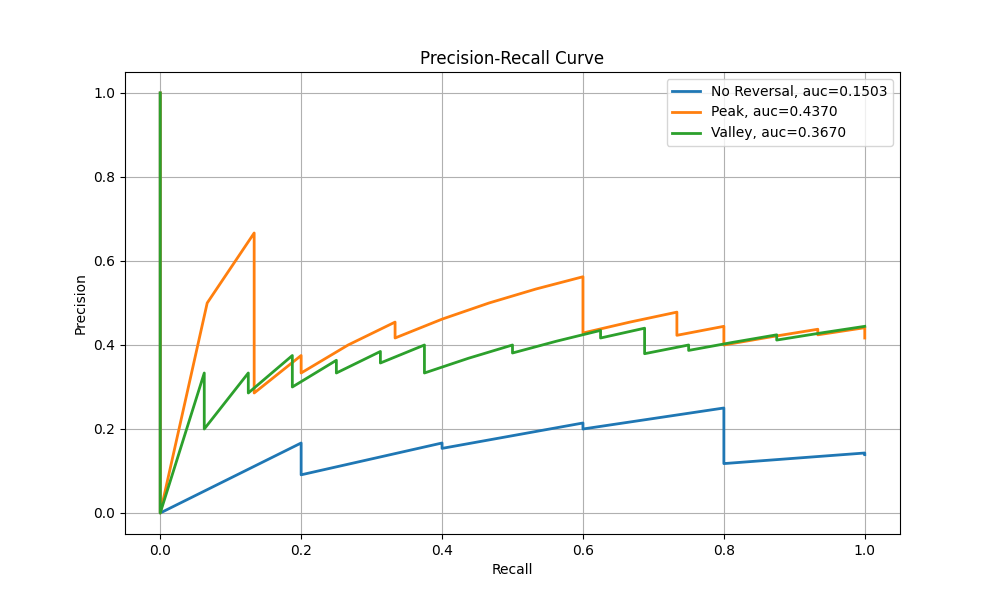 Precision-Recall Curve
No Reversal, auc=0.1503
Peak, auc=0.4370
Valley, auc=0.3670
Precision
1.0
0.8
0.6
0.4
0.2
0.0
0.0 0.2 0.4 0.6 0.8 1.0
Recall